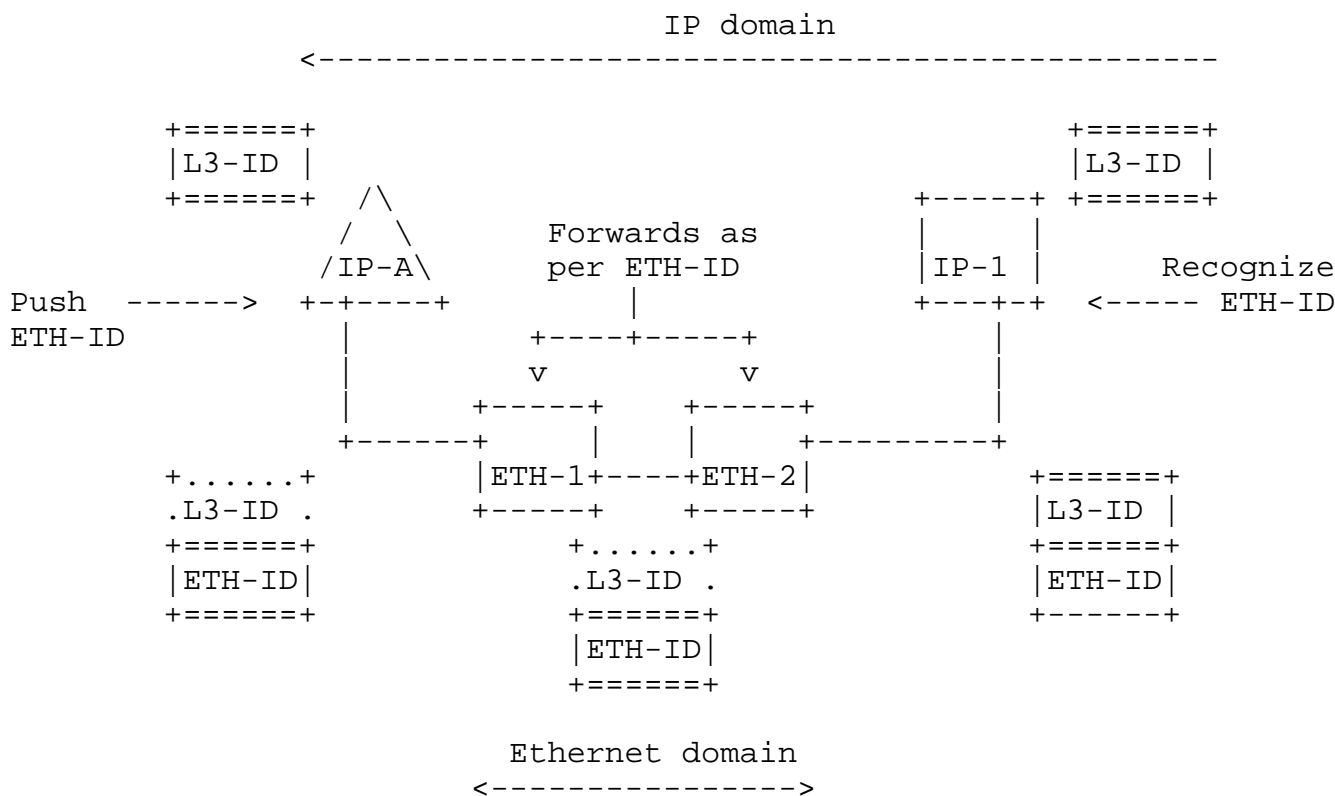 IP domain
               <-----------------------------------------------

        +======+                                       +======+
        |L3-ID |                                       |L3-ID |
        +======+  /\                           +-----+ +======+
                 /  \       Forwards as        |     |
                /IP-A\      per ETH-ID         |IP-1 |      Recognize
Push  ------>  +-+----+         |              +---+-+  <----- ETH-ID
ETH-ID           |         +----+-----+            |
                 |         v          v            |
                 |      +-----+    +-----+         |
                 +------+     |    |     +---------+
        +......+        |ETH-1+----+ETH-2|           +======+
        .L3-ID .        +-----+    +-----+           |L3-ID |
        +======+             +......+                +======+
        |ETH-ID|             .L3-ID .                |ETH-ID|
        +======+             +======+                +------+
                             |ETH-ID|
                             +======+

                          Ethernet domain
                        <---------------->